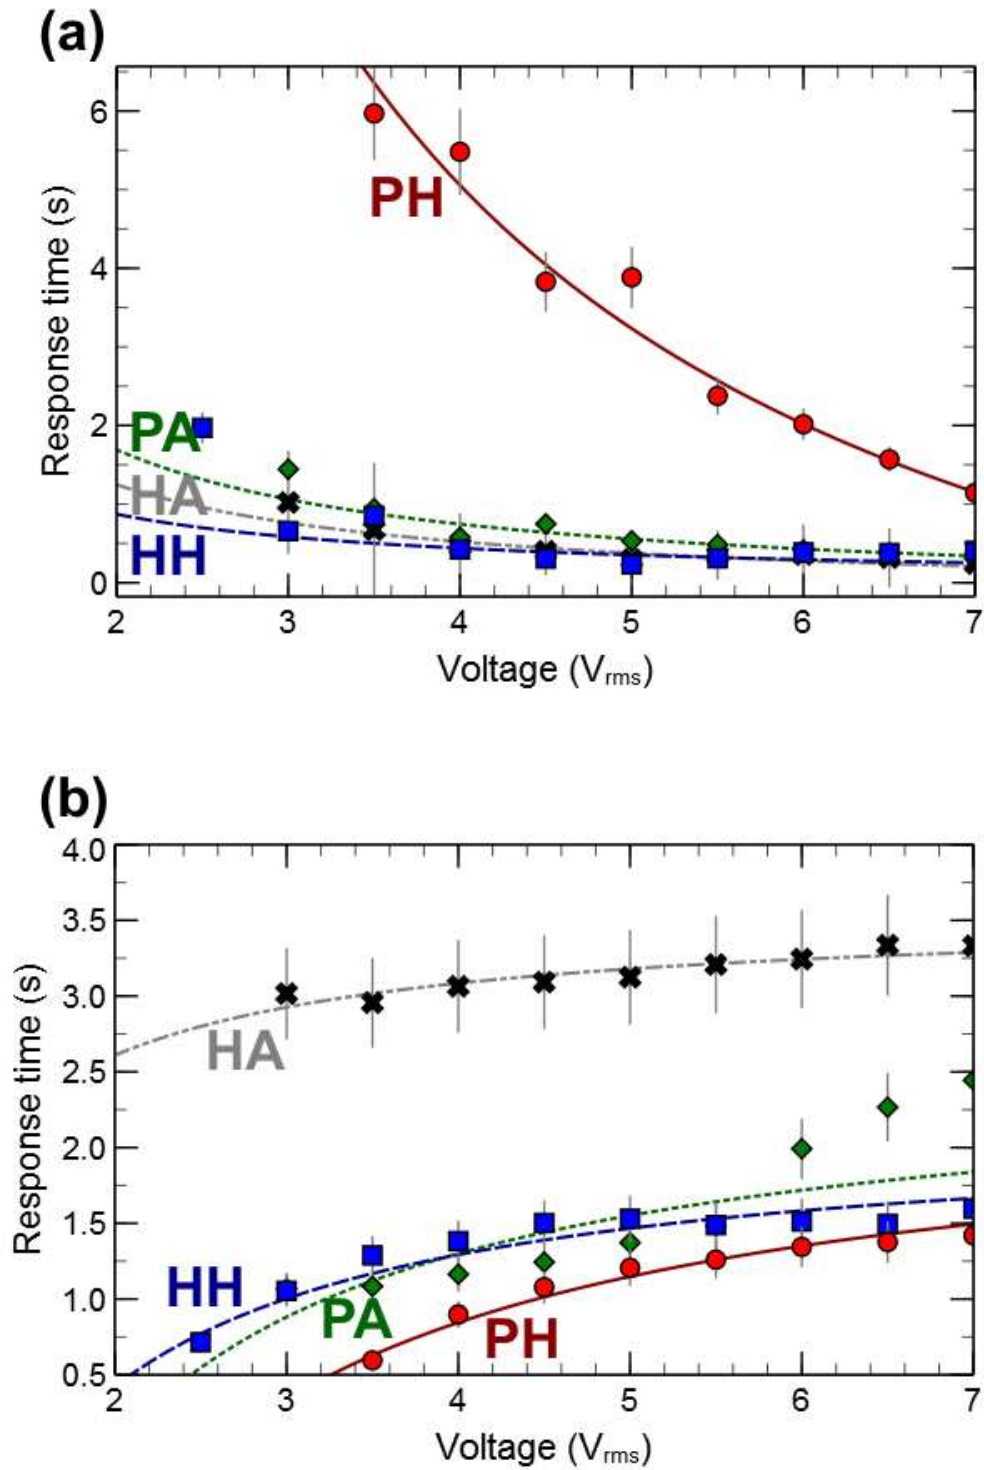 (a)
Response time (s)
6
4
2
0
PH
PA
HA
HH
2 3 4 5 6 7
Voltage (Vrms)
(b)
Response time (s)
4.0
3.5
3.0
2.5
2.0
1.5
1.0
0.5
HA
HH
PA
PH
2 3 4 5 6 7
Voltage (Vrms)